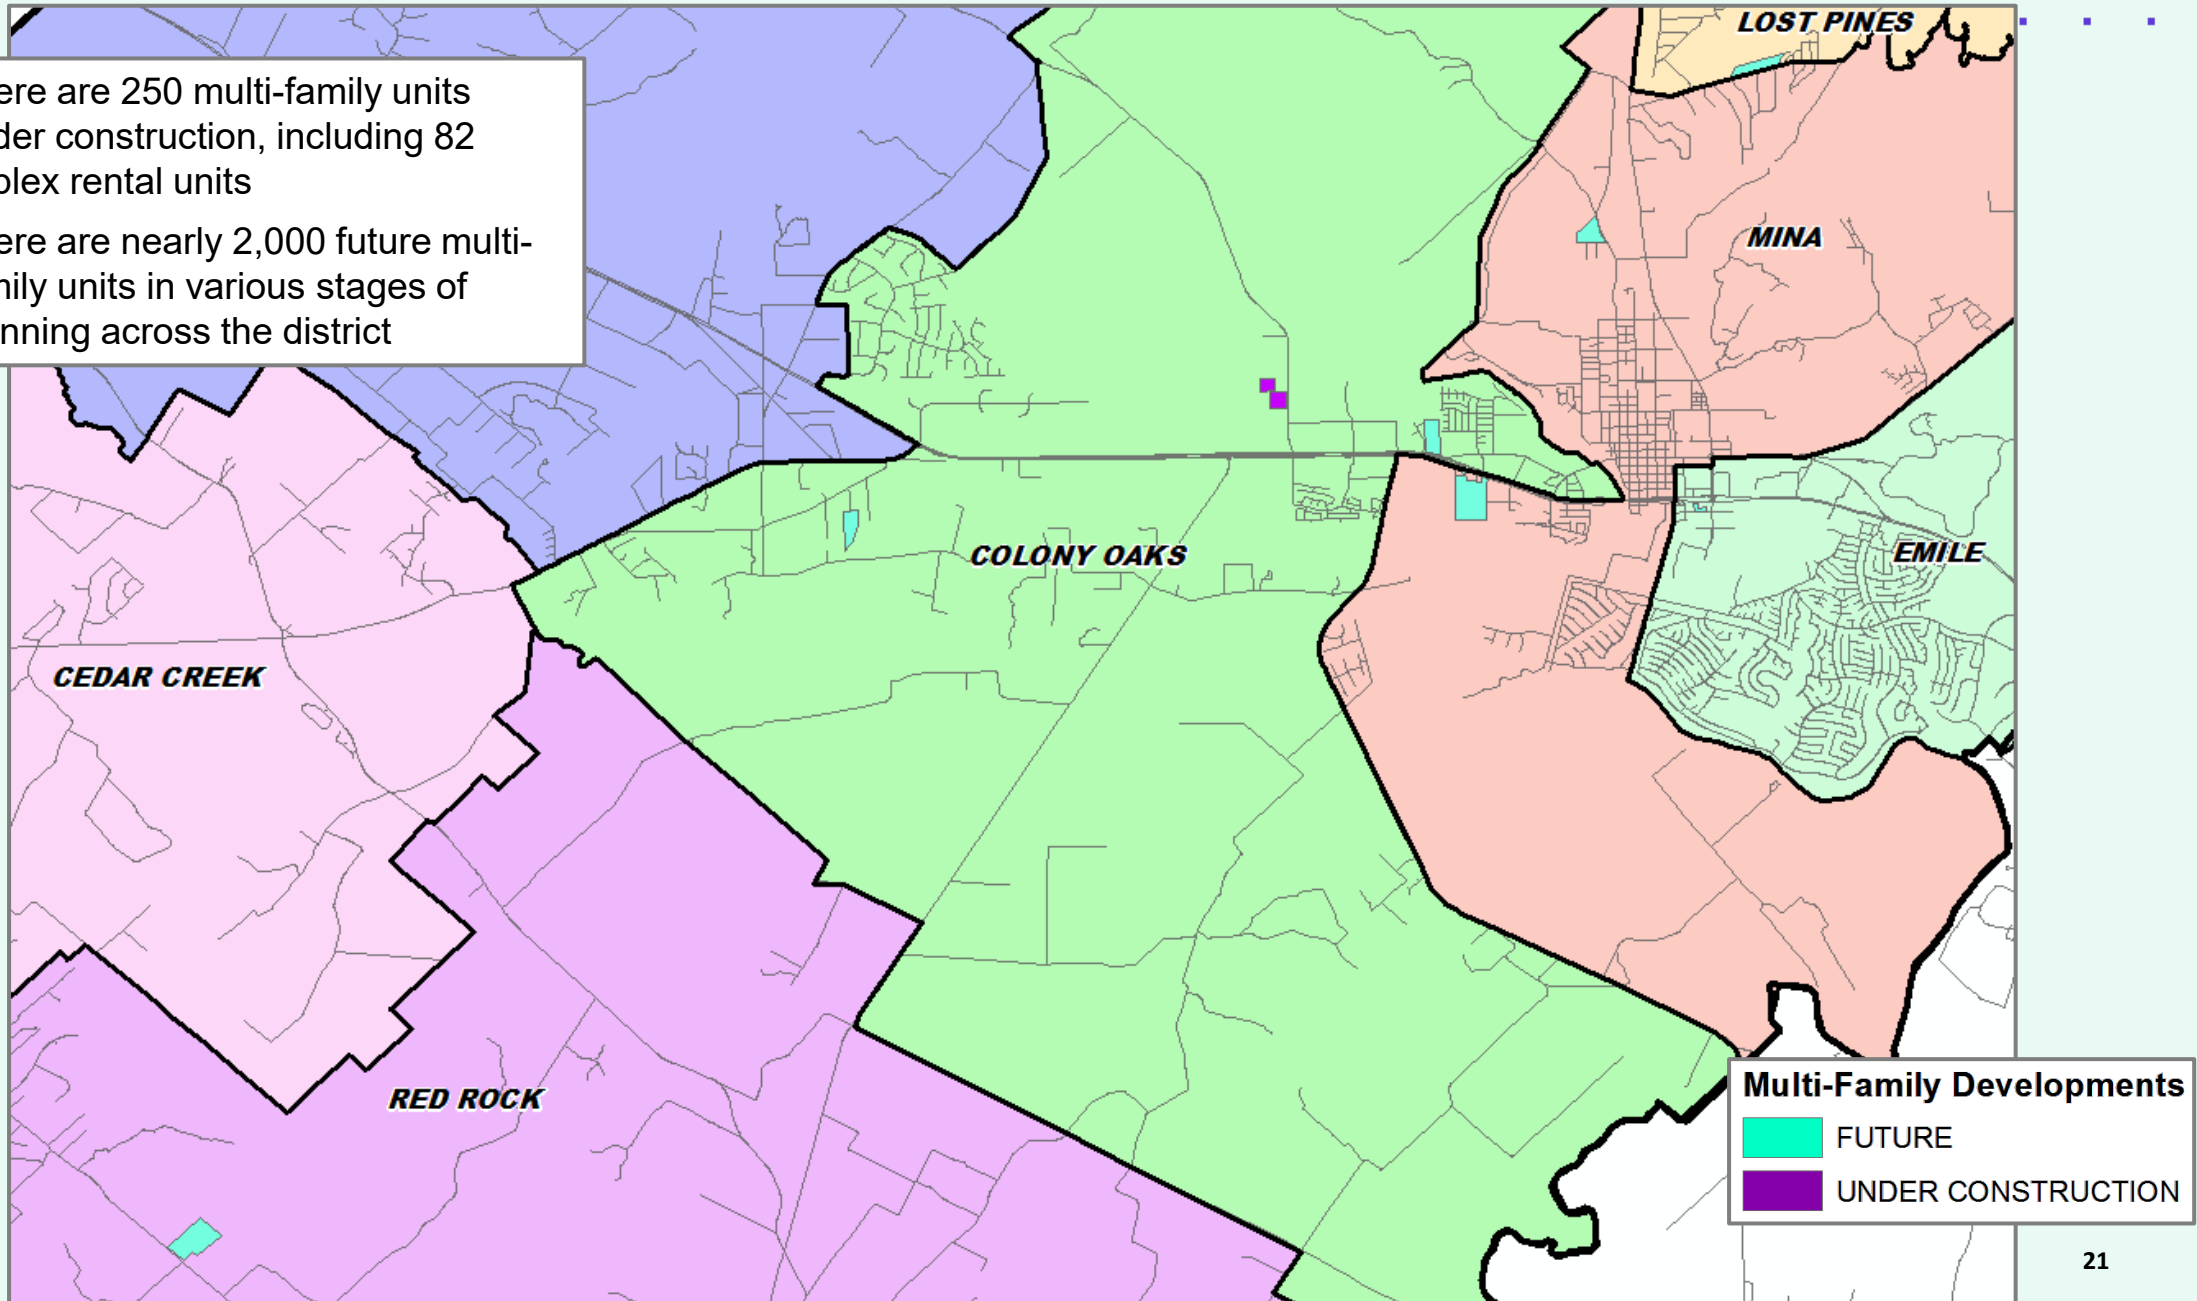 LOST PINES
ere are 250 multi-family units
der construction, including 82
plex rental units
ere are nearly 2,000 future multi-
mily units in various stages of
nning across the district
MINA
COLONY OAKS
EMILE
CEDAR CREEK
RED ROCK
Multi-Family Developments
FUTURE
UNDER CONSTRUCTION
21